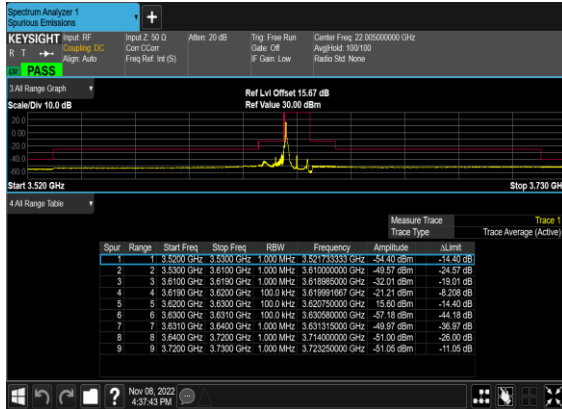 Spectrum Analyzer 1
Spurious Emissions
KEYSIGHT Input: RF Input Z: 50 Ω Atten: 20 dB Trig: Free Run Center Freq: 22.005000000 GHz
R T Coupling: DC Corr CCorr Gate: Off Avg|Hold: 100/100
Align: Auto Freq Ref: Int (S) IF Gain: Low Radio Std: None
PASS
3 All Range Graph
Ref Lvl Offset 15.67 dB
Scale/Div 10.0 dB Ref Value 30.00 dBm
20.0
0.00
-20.0
-40.0
-60.0
Start 3.520 GHz Stop 3.730 GH
4 All Range Table
Measure Trace Trace 1
Trace Type Trace Average (Active)
Spur Range Start Freq Stop Freq RBW Frequency Amplitude ΔLimit
1 1 3.5200 GHz 3.5300 GHz 1.000 MHz 3.521733333 GHz -54.40 dBm -14.40 dB
2 2 3.5300 GHz 3.6100 GHz 1.000 MHz 3.610000000 GHz -49.57 dBm -24.57 dB
3 3 3.6100 GHz 3.6190 GHz 1.000 MHz 3.618985000 GHz -32.01 dBm -19.01 dB
4 4 3.6190 GHz 3.6200 GHz 100.0 kHz 3.619991667 GHz -21.21 dBm -8.208 dB
5 5 3.6200 GHz 3.6300 GHz 100.0 kHz 3.620750000 GHz 15.60 dBm -14.40 dB
6 6 3.6300 GHz 3.6310 GHz 100.0 kHz 3.630580000 GHz -57.18 dBm -44.18 dB
7 7 3.6310 GHz 3.6400 GHz 1.000 MHz 3.631315000 GHz -49.97 dBm -36.97 dB
8 8 3.6400 GHz 3.7200 GHz 1.000 MHz 3.714000000 GHz -51.00 dBm -26.00 dB
9 9 3.7200 GHz 3.7300 GHz 1.000 MHz 3.723250000 GHz -51.05 dBm -11.05 dB
Nov 08, 2022
4:37:43 PM